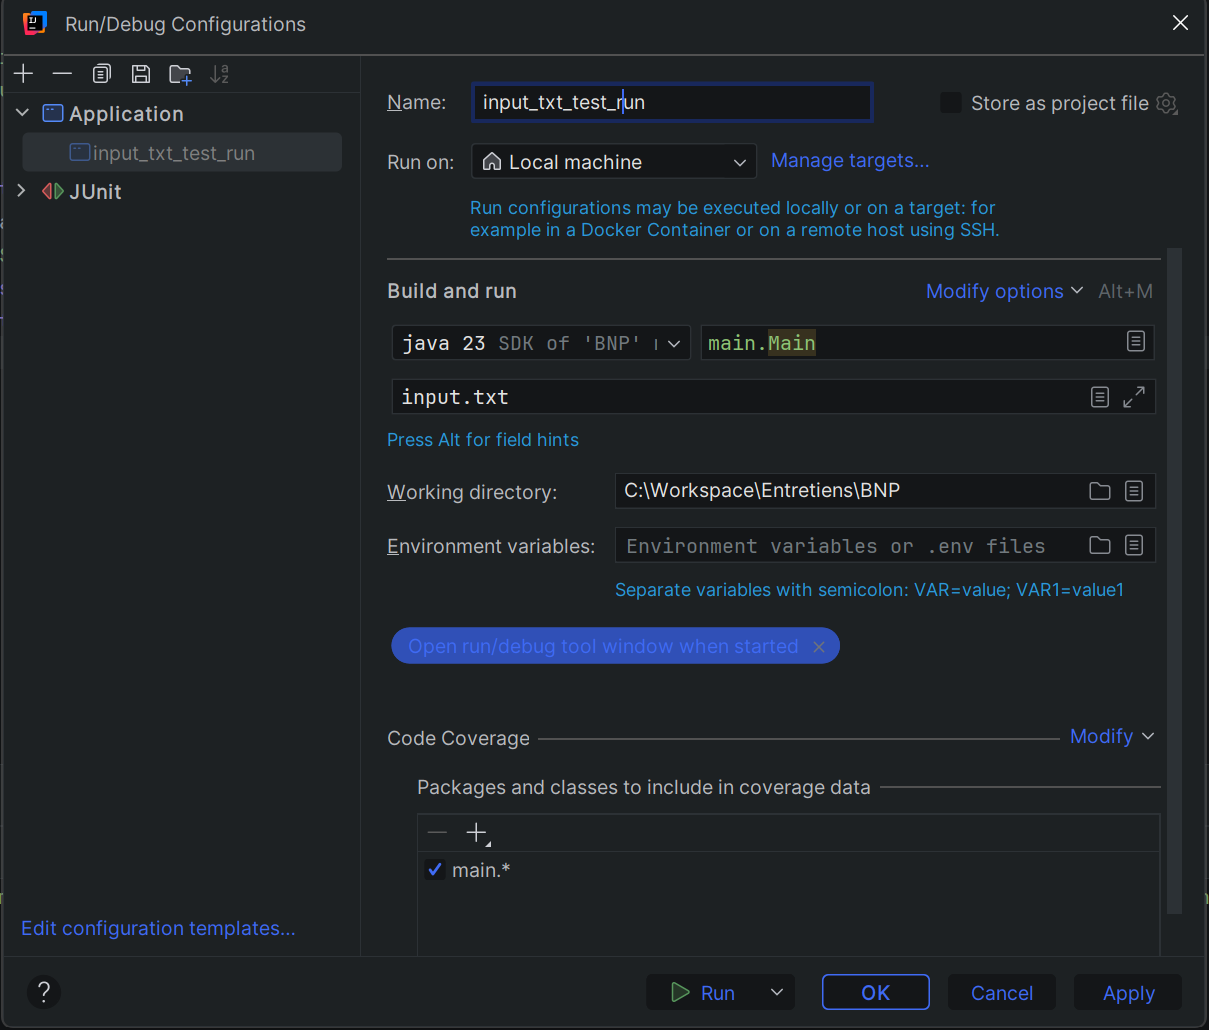 Run/Debug Configurations
Application
input_txt_test_run
JUnit
Edit configuration templates...
Name:
input_txt_test_run
Store as project file
Run on:
Local machine
Manage targets...
Run configurations may be executed locally or on a target: for
example in a Docker Container or on a remote host using SSH.
Build and run
Modify options
Alt+M
java 23 SDK of 'BNP'
main.Main
input.txt
Press Alt for field hints
Working directory:
C:\Workspace\Entretiens\BNP
Environment variables:
Environment variables or .env files
Separate variables with semicolon: VAR=value; VAR1=value1
Open run/debug tool window when started
Code Coverage
Modify
Packages and classes to include in coverage data
main.*
?
Run
OK
Cancel
Apply